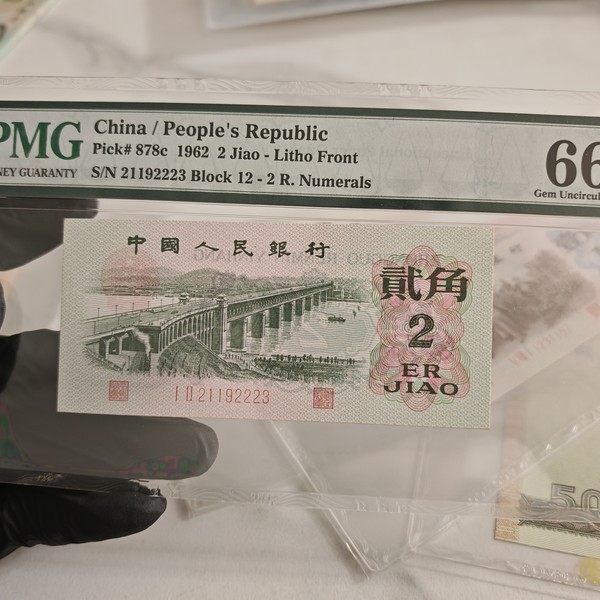 PMG
NEY GUARANTY
China / People's Republic
Pick# 878c 1962 2 Jiao - Litho Front
S/N 21192223 Block 12 - 2 R. Numerals
66
Gem Uncircul
中國人民銀行
貳角
2
ER
JIAO
I II 21192223
50